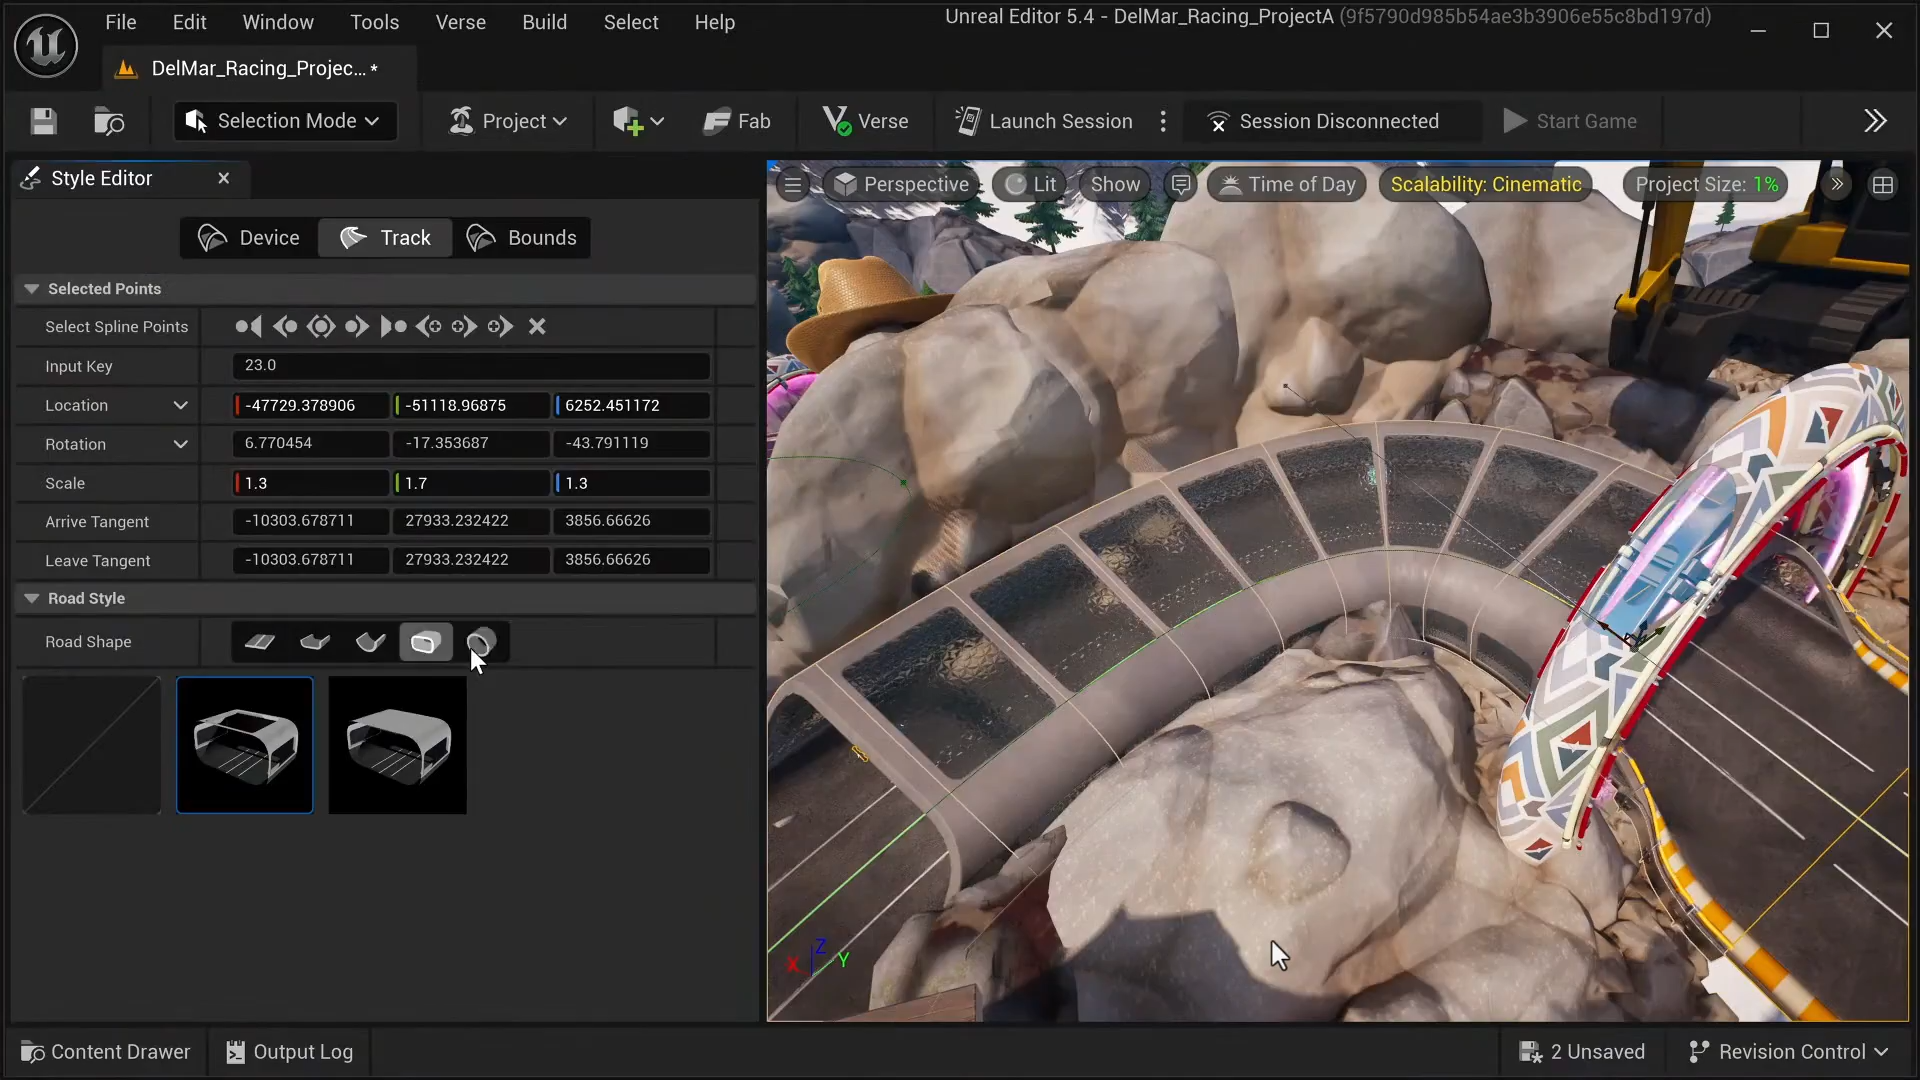 File Edit Window Tools Verse Build Select Help
Unreal Editor 5.4 - DelMar_Racing_ProjectA (9f5790d985b54ae3b3906e55c8bd197d)
DelMar_Racing_Projec... *
Selection Mode Project Fab Verse Launch Session Session Disconnected Start Game
Style Editor
Device Track Bounds
Selected Points
Select Spline Points
Input Key 23.0
Location -47729.378906 -51118.96875 6252.451172
Rotation 6.770454 -17.353687 -43.791119
Scale 1.3 1.7 1.3
Arrive Tangent -10303.678711 27933.232422 3856.66626
Leave Tangent -10303.678711 27933.232422 3856.66626
Road Style
Road Shape
Perspective Lit Show Time of Day Scalability: Cinematic Project Size: 1%
Z
X Y
Content Drawer Output Log 2 Unsaved Revision Control